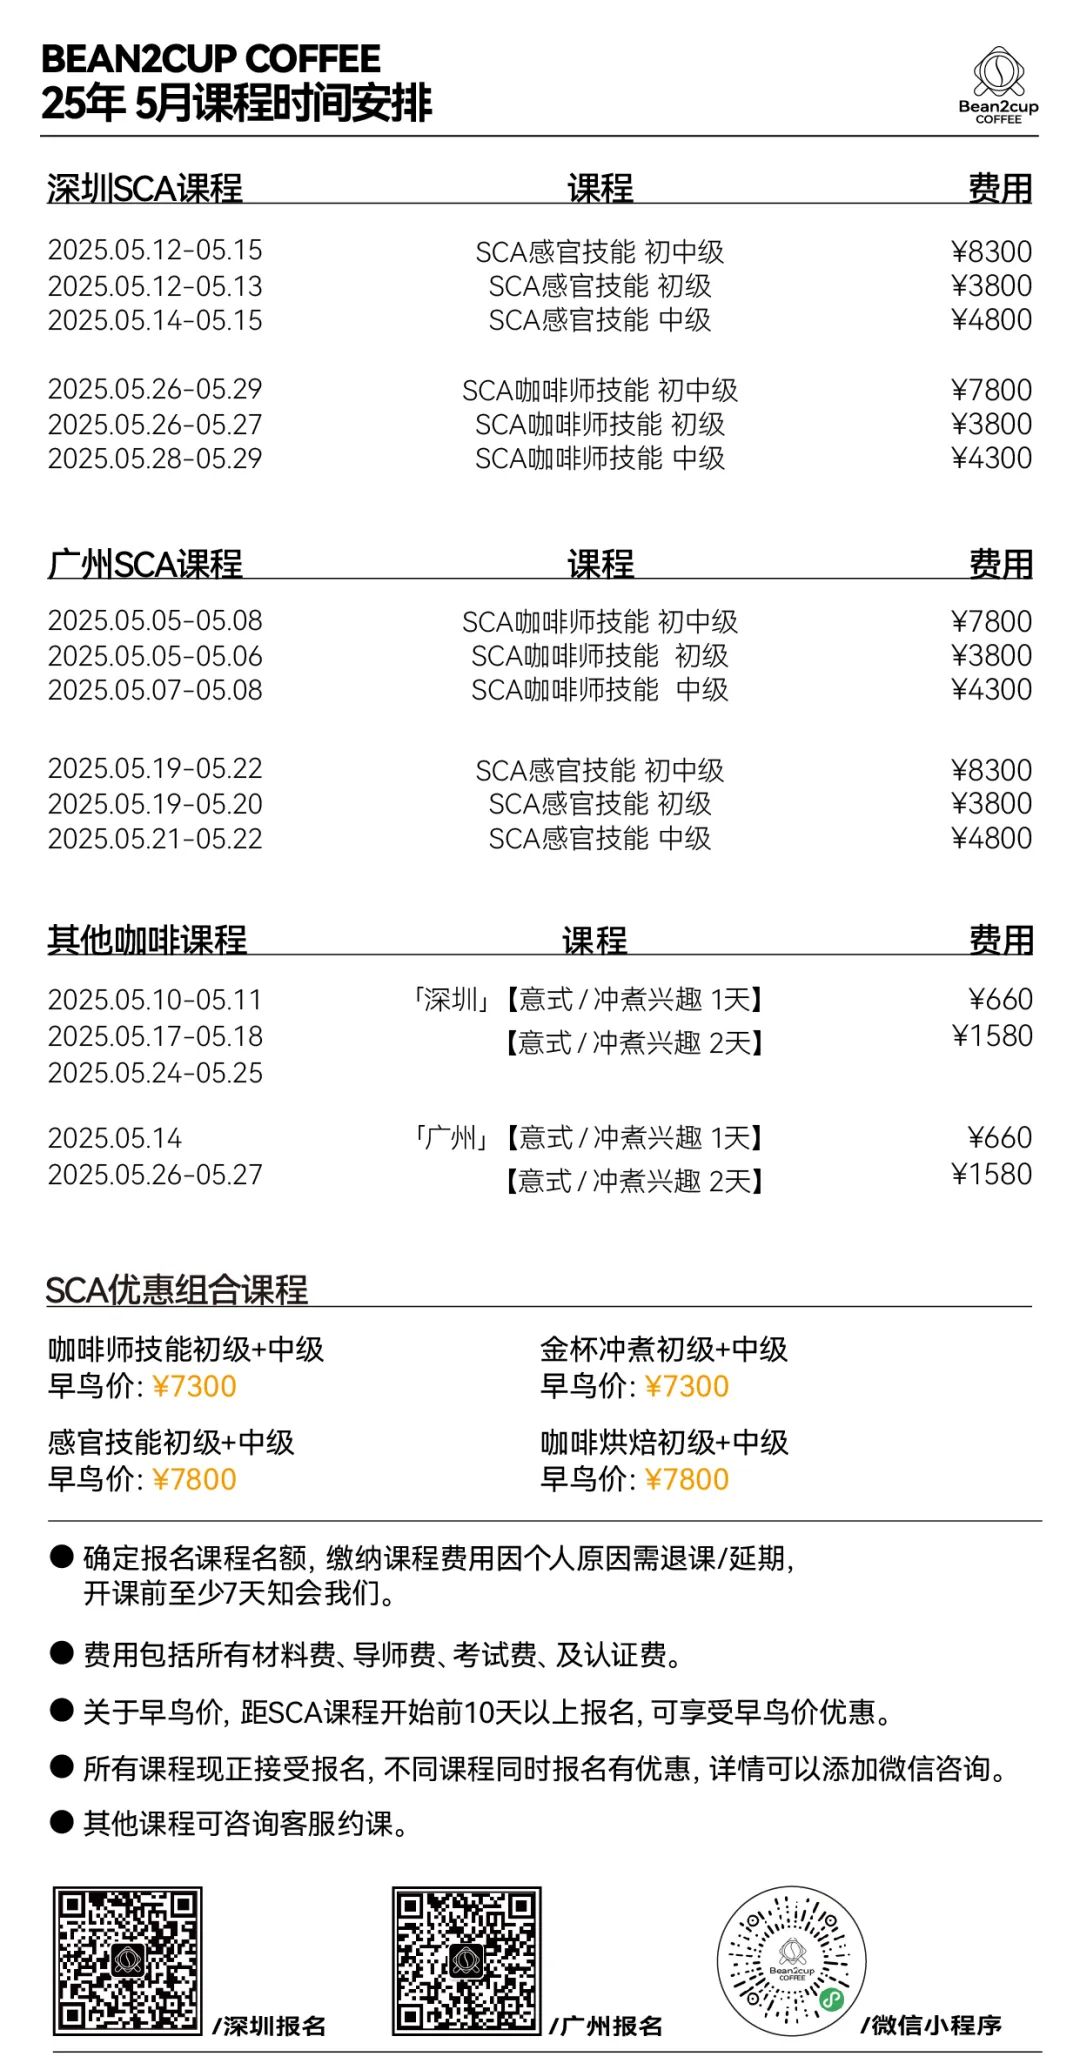 BEAN2CUP COFFEE
25年 5月课程时间安排
Bean2cup
COFFEE
深圳SCA课程 课程 费用
2025.05.12-05.15 SCA感官技能 初中级 ¥8300
2025.05.12-05.13 SCA感官技能 初级 ¥3800
2025.05.14-05.15 SCA感官技能 中级 ¥4800
2025.05.26-05.29 SCA咖啡师技能 初中级 ¥7800
2025.05.26-05.27 SCA咖啡师技能 初级 ¥3800
2025.05.28-05.29 SCA咖啡师技能 中级 ¥4300
广州SCA课程 课程 费用
2025.05.05-05.08 SCA咖啡师技能 初中级 ¥7800
2025.05.05-05.06 SCA咖啡师技能 初级 ¥3800
2025.05.07-05.08 SCA咖啡师技能 中级 ¥4300
2025.05.19-05.22 SCA感官技能 初中级 ¥8300
2025.05.19-05.20 SCA感官技能 初级 ¥3800
2025.05.21-05.22 SCA感官技能 中级 ¥4800
其他咖啡课程 课程 费用
2025.05.10-05.11 「深圳」【意式/冲煮兴趣 1天】 ¥660
2025.05.17-05.18 【意式/冲煮兴趣 2天】 ¥1580
2025.05.24-05.25
2025.05.14 「广州」【意式/冲煮兴趣 1天】 ¥660
2025.05.26-05.27 【意式/冲煮兴趣 2天】 ¥1580
SCA优惠组合课程
咖啡师技能初级+中级 金杯冲煮初级+中级
早鸟价: ¥7300 早鸟价: ¥7300
感官技能初级+中级 咖啡烘焙初级+中级
早鸟价: ¥7800 早鸟价: ¥7800
● 确定报名课程名额, 缴纳课程费用因个人原因需退课/延期,
开课前至少7天知会我们。
● 费用包括所有材料费、导师费、考试费、及认证费。
● 关于早鸟价, 距SCA课程开始前10天以上报名, 可享受早鸟价优惠。
● 所有课程现正接受报名, 不同课程同时报名有优惠, 详情可以添加微信咨询。
● 其他课程可咨询客服约课。
Bean2cup
COFFEE
/深圳报名 /广州报名 /微信小程序